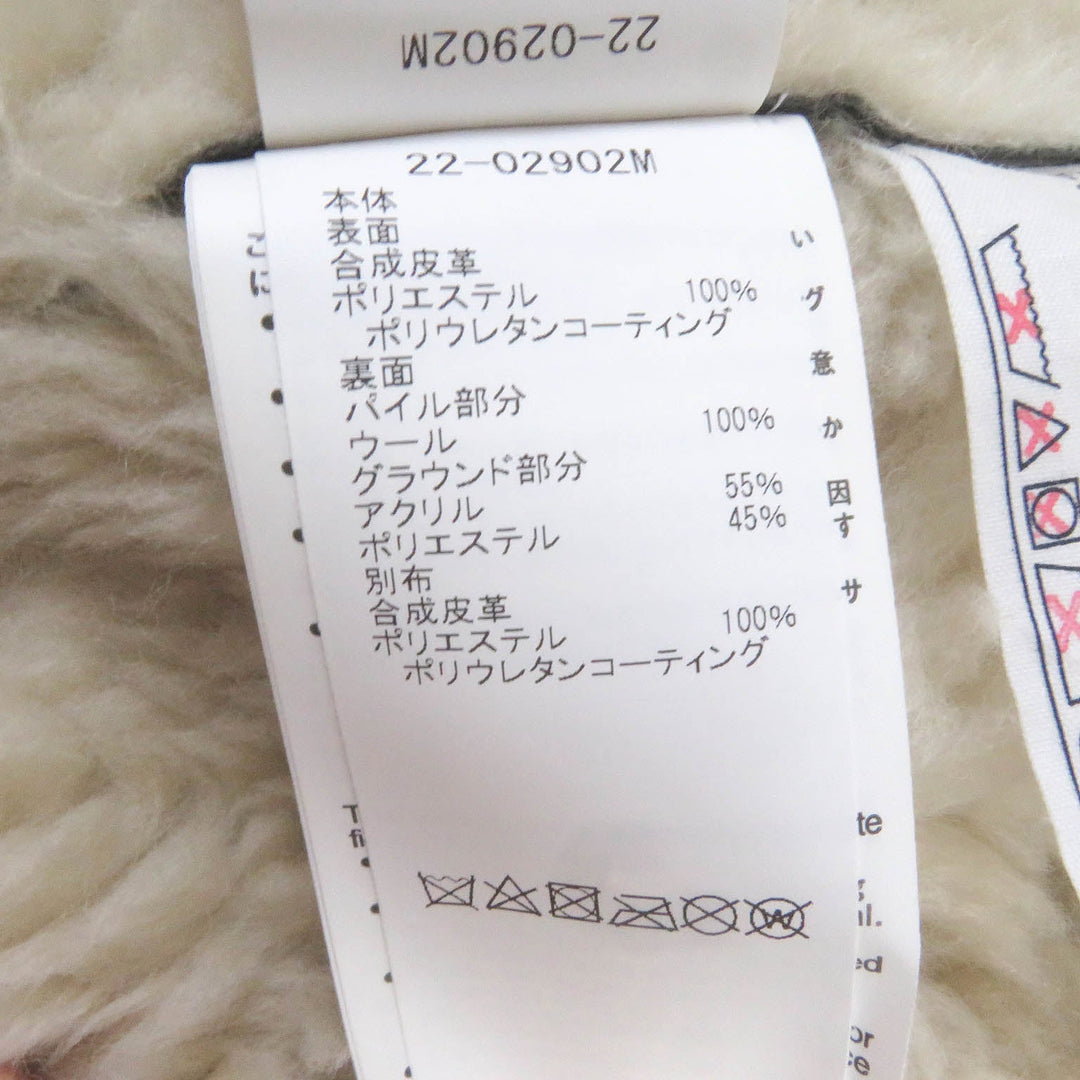 22-02902M
22-02902M
本体
表面
合成皮革
ポリエステル 100%
ポリウレタンコーティング
裏面
パイル部分
ウール 100%
グラウンド部分
アクリル 55%
ポリエステル 45%
別布
合成皮革
ポリエステル 100%
ポリウレタンコーティング
W